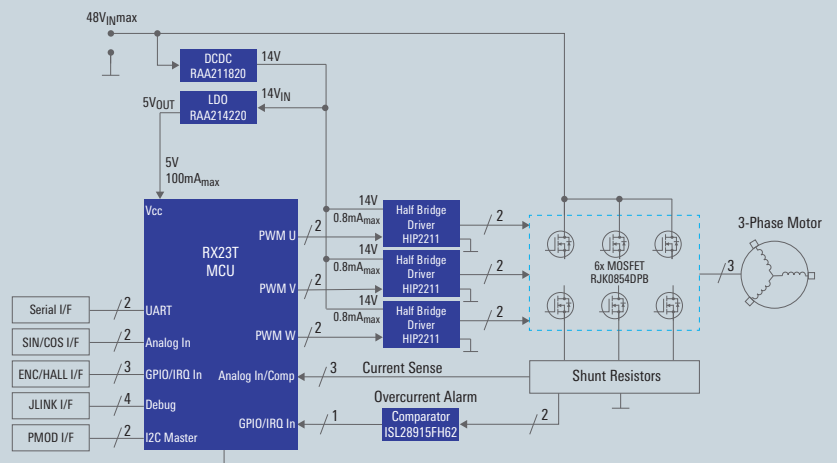 48VINmax
DCDC
RAA211820
14V
LDO
RAA214220
5VOUT
14VIN
5V
100mAmax
Vcc
RX23T
MCU
PWM U
2
14V
0.8mAmax
Half Bridge
Driver
HIP2211
2
PWM V
2
14V
0.8mAmax
Half Bridge
Driver
HIP2211
2
PWM W
2
14V
0.8mAmax
Half Bridge
Driver
HIP2211
2
6x MOSFET
RJK0854DPB
3
3-Phase Motor
Serial I/F
2
UART
SIN/COS I/F
2
Analog In
ENC/HALL I/F
3
GPIO/IRQ In
JLINK I/F
4
Debug
PMOD I/F
2
I2C Master
Analog In/Comp
3
Current Sense
Shunt Resistors
Overcurrent Alarm
GPIO/IRQ In
1
Comparator
ISL28915FH62
2